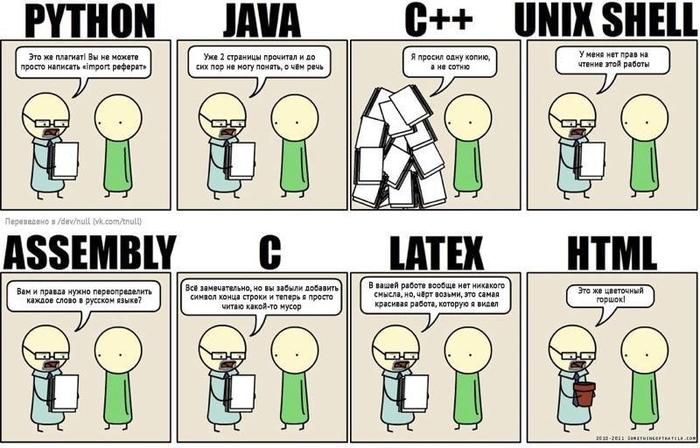 PYTHON
Это же плагиат! Вы не можете
просто написать «import реферат»
JAVA
Уже 2 страницы прочитал и до
сих пор не могу понять, о чём речь
C++
Я просил одну копию,
а не сотню
UNIX SHELL
У меня нет прав на
чтение этой работы
Переведено в /dev/null (vk.com/tnull)
ASSEMBLY
Вам и правда нужно переопределить
каждое слово в русском языке?
C
Всё замечательно, но вы забыли добавить
символ конца строки и теперь я просто
читаю какой-то мусор
LATEX
В вашей работе вообще нет никакого
смысла, но, чёрт возьми, это самая
красивая работа, которую я видел
HTML
Это же цветочный
горшок!
2010-2011 SOMETHINGOFTHATILK.COM